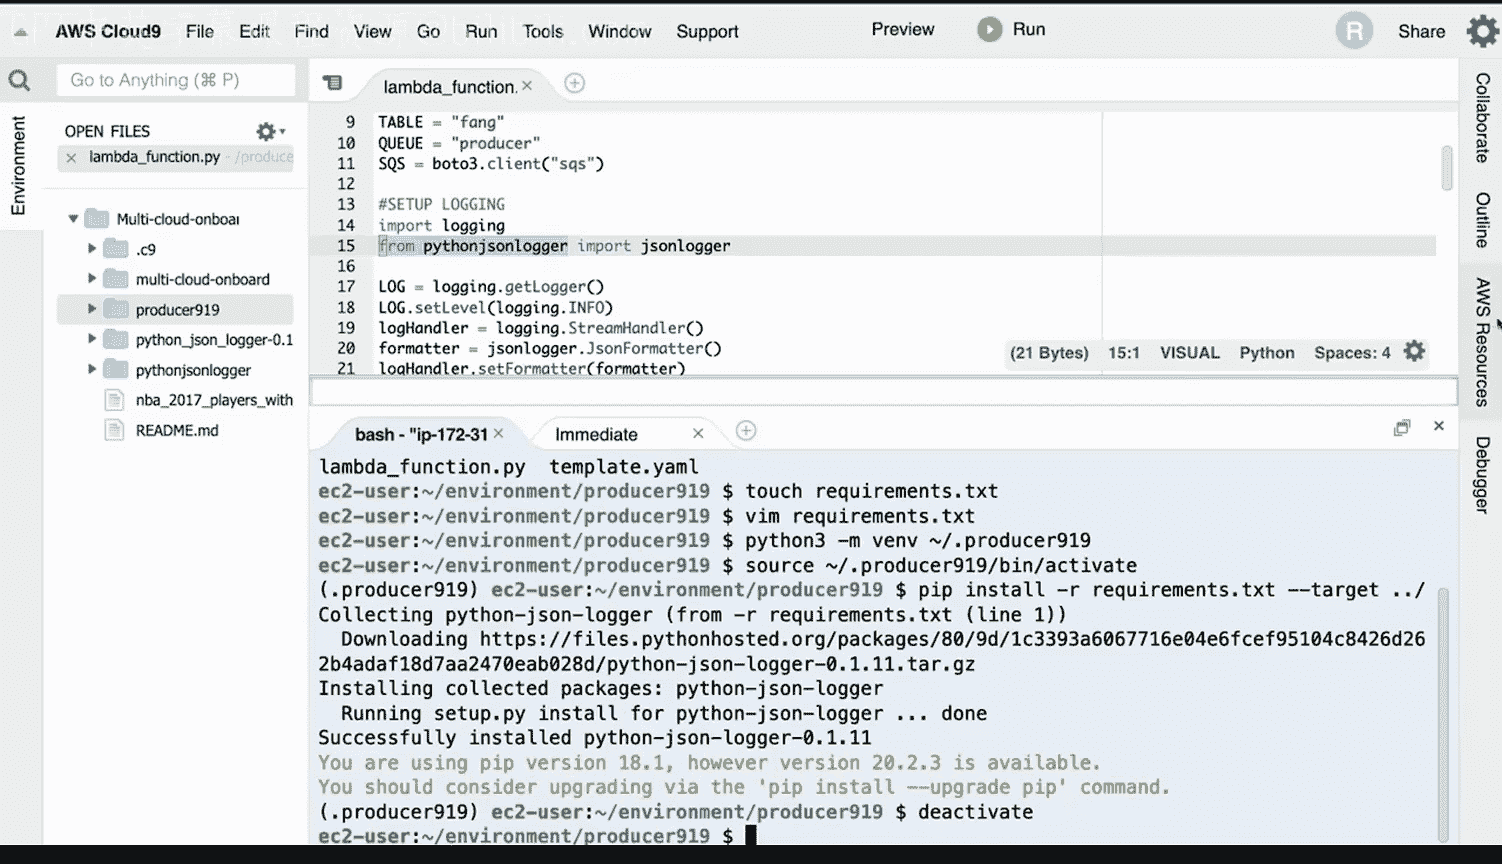 AWS Cloud9 File Edit Find View Go Run Tools Window Support Preview Run R Share
Go to Anything (⌘ P)
lambda_function.
Environment
OPEN FILES
lambda_function.py - /produce
Multi-cloud-onboar
.c9
multi-cloud-onboard
producer919
python_json_logger-0.1
pythonjsonlogger
nba_2017_players_with
README.md
9 TABLE = "fang"
10 QUEUE = "producer"
11 SQS = boto3.client("sqs")
12
13 #SETUP LOGGING
14 import logging
15 from pythonjsonlogger import jsonlogger
16
17 LOG = logging.getLogger()
18 LOG.setLevel(logging.INFO)
19 logHandler = logging.StreamHandler()
20 formatter = jsonlogger.JsonFormatter()
21 logHandler.setFormatter(formatter)
(21 Bytes) 15:1 VISUAL Python Spaces: 4
Collaborate
Outline
AWS Resources
Debugger
bash - "ip-172-31 Immediate
lambda_function.py template.yaml
ec2-user:~/environment/producer919 $ touch requirements.txt
ec2-user:~/environment/producer919 $ vim requirements.txt
ec2-user:~/environment/producer919 $ python3 -m venv ~/.producer919
ec2-user:~/environment/producer919 $ source ~/.producer919/bin/activate
(.producer919) ec2-user:~/environment/producer919 $ pip install -r requirements.txt --target ../
Collecting python-json-logger (from -r requirements.txt (line 1))
Downloading https://files.pythonhosted.org/packages/80/9d/1c3393a6067716e04e6fcef95104c8426d26
2b4adaf18d7aa2470eab028d/python-json-logger-0.1.11.tar.gz
Installing collected packages: python-json-logger
Running setup.py install for python-json-logger ... done
Successfully installed python-json-logger-0.1.11
You are using pip version 18.1, however version 20.2.3 is available.
You should consider upgrading via the 'pip install --upgrade pip' command.
(.producer919) ec2-user:~/environment/producer919 $ deactivate
ec2-user:~/environment/producer919 $